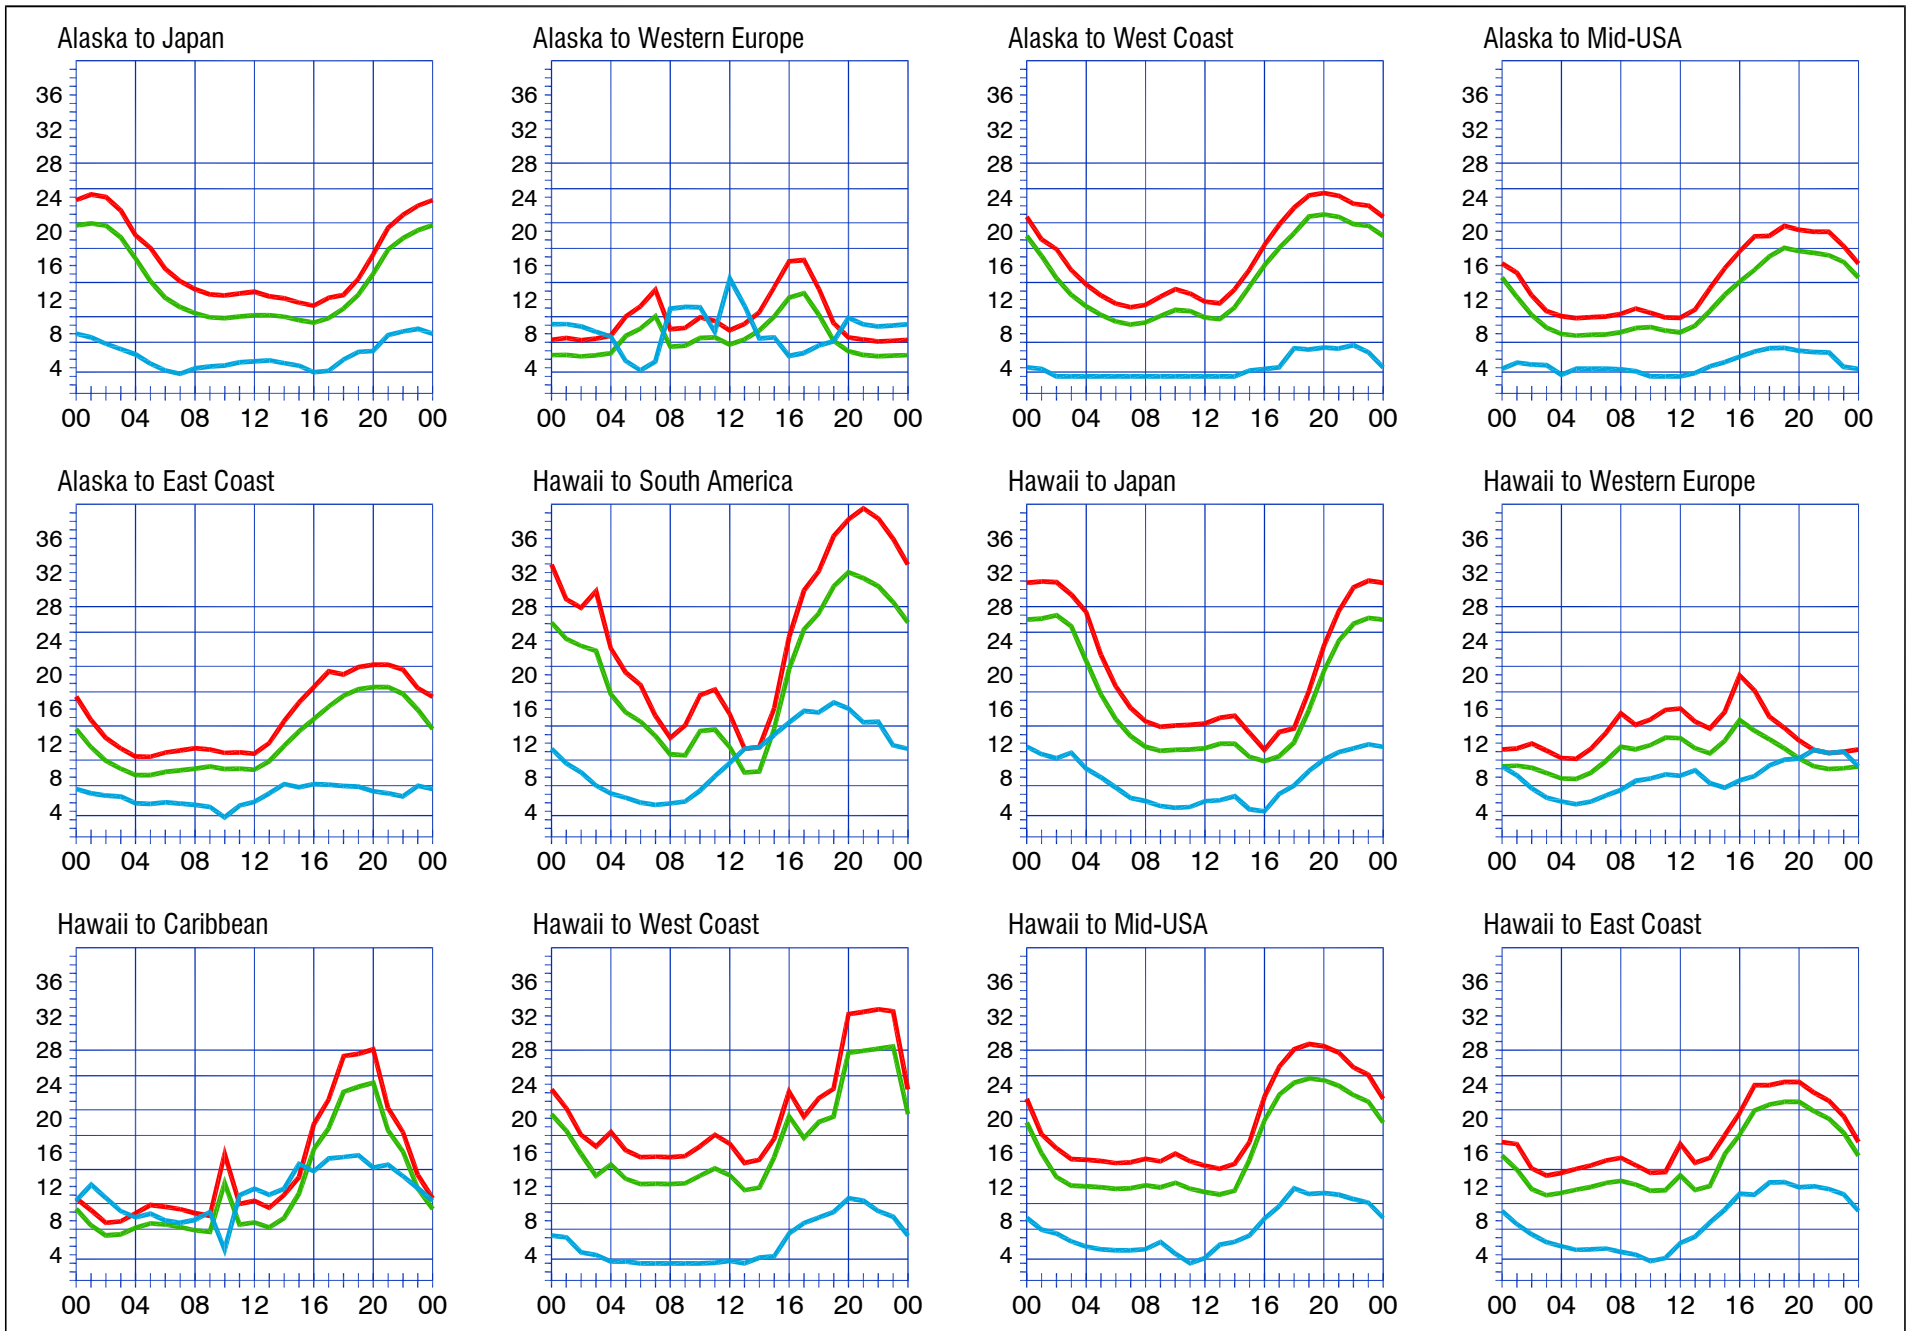 Alaska to Japan Alaska to Western Europe Alaska to West Coast Alaska to Mid-USA
36 36 36 36
32 32 32 32
28 28 28 28
24 24 24 24
20 20 20 20
16 16 16 16
12 12 12 12
8 8 8 8
4 4 4 4
00 04 08 12 16 20 00 00 04 08 12 16 20 00 00 04 08 12 16 20 00 00 04 08 12 16 20 00
Alaska to East Coast Hawaii to South America Hawaii to Japan Hawaii to Western Europe
36 36 36 36
32 32 32 32
28 28 28 28
24 24 24 24
20 20 20 20
16 16 16 16
12 12 12 12
8 8 8 8
4 4 4 4
00 04 08 12 16 20 00 00 04 08 12 16 20 00 00 04 08 12 16 20 00 00 04 08 12 16 20 00
Hawaii to Caribbean Hawaii to West Coast Hawaii to Mid-USA Hawaii to East Coast
36 36 36 36
32 32 32 32
28 28 28 28
24 24 24 24
20 20 20 20
16 16 16 16
12 12 12 12
8 8 8 8
4 4 4 4
00 04 08 12 16 20 00 00 04 08 12 16 20 00 00 04 08 12 16 20 00 00 04 08 12 16 20 00